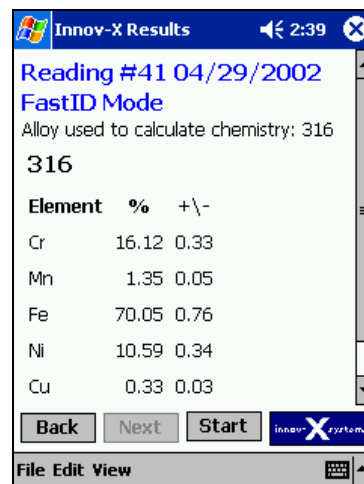 Innov-X Results 2:39
Reading #41 04/29/2002
FastID Mode
Alloy used to calculate chemistry: 316
316
Element % +\-
Cr 16.12 0.33
Mn 1.35 0.05
Fe 70.05 0.76
Ni 10.59 0.34
Cu 0.33 0.03
Back Next Start innov-X systems
File Edit View